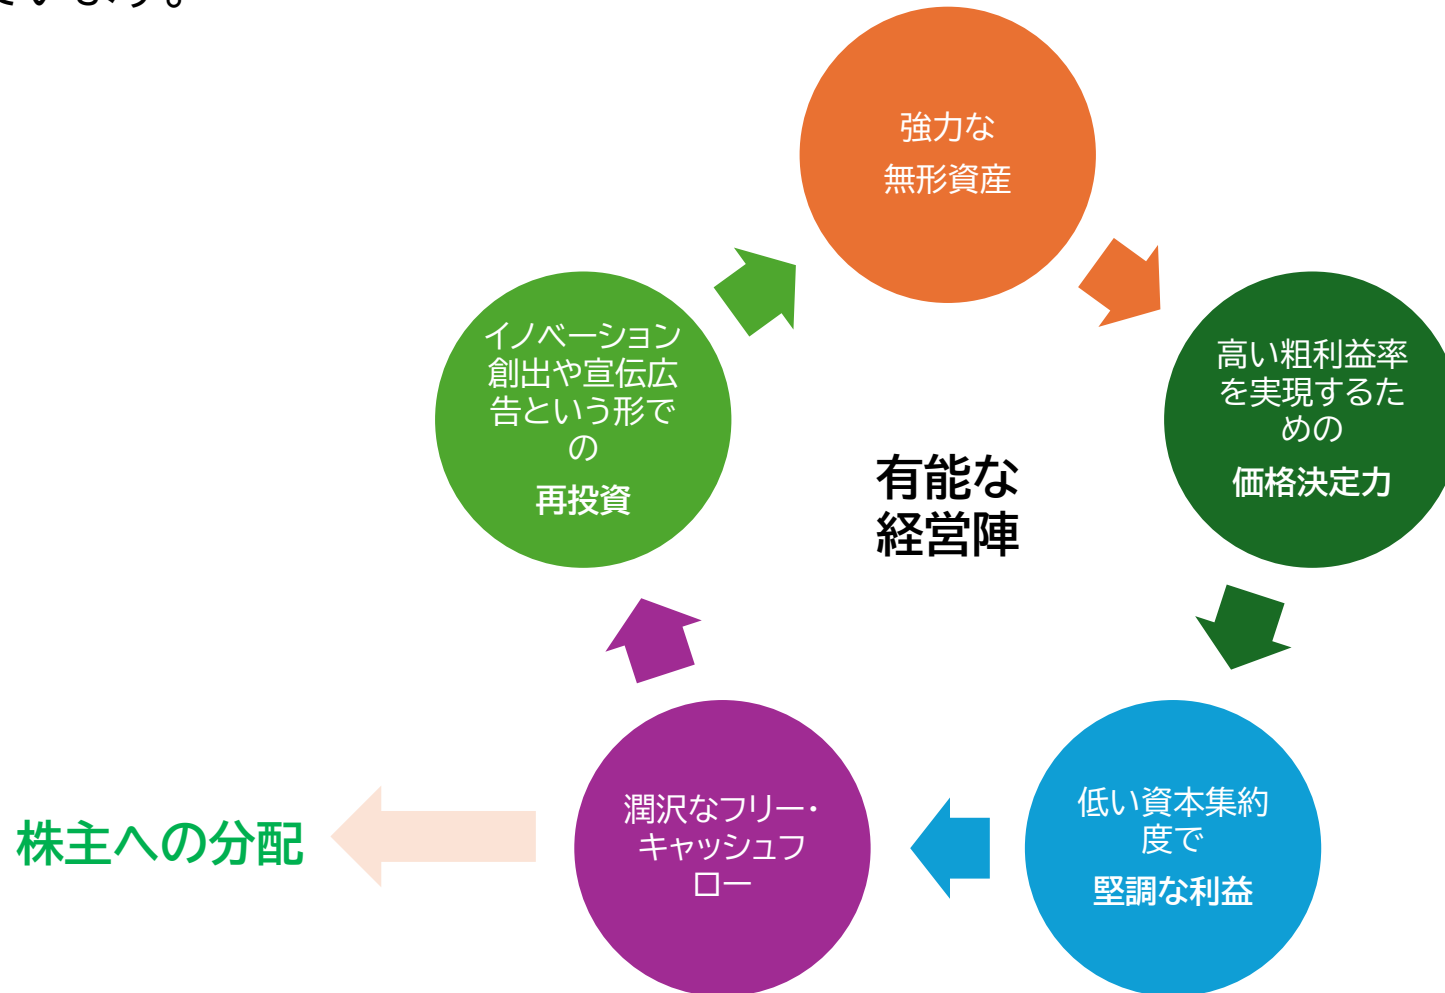 います。
強力な
無形資産
高い粗利益率
を実現するた
めの
価格決定力
低い資本集約
度で
堅調な利益
潤沢なフリー・
キャッシュフ
ロー
イノベーション
創出や宣伝広
告という形で
の
再投資
有能な
経営陣
株主への分配